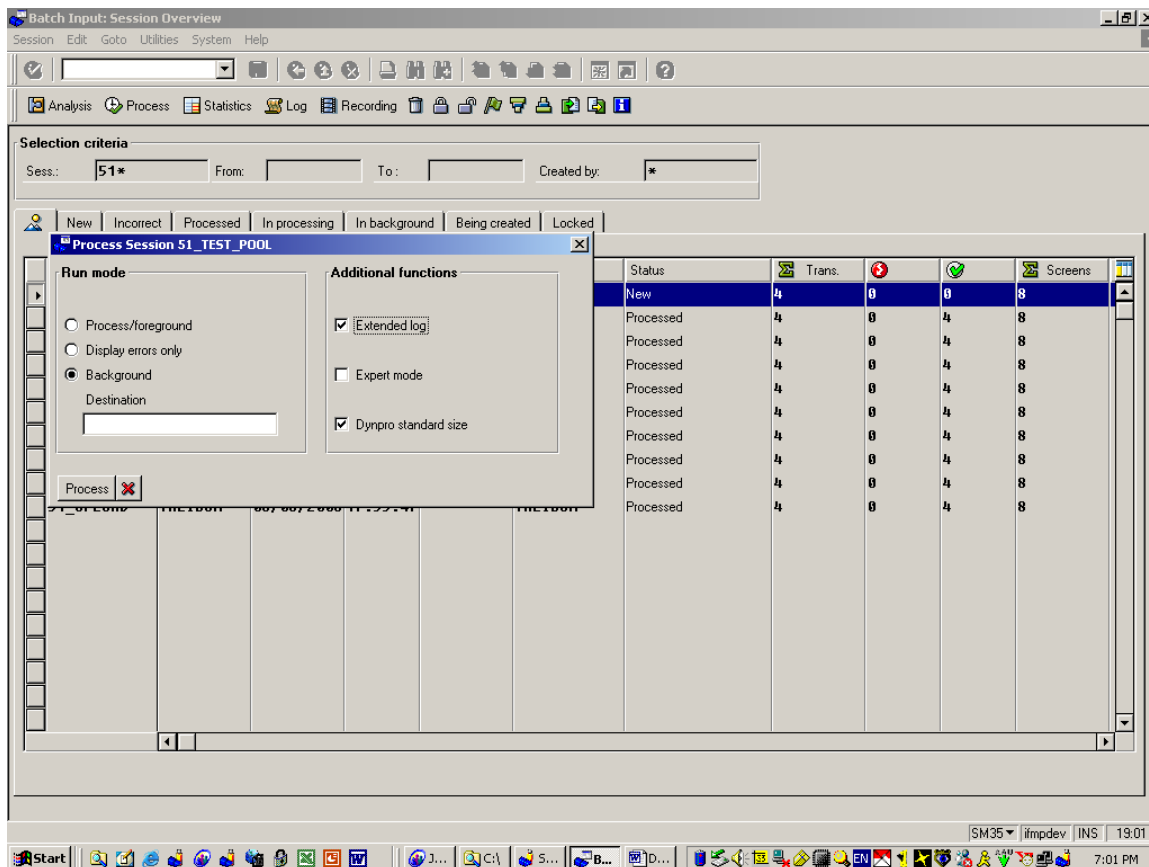 Batch Input: Session Overview
Session Edit Goto Utilities System Help
Analysis Process Statistics Log Recording
Selection criteria
Sess.: 51* From: To: Created by: *
New Incorrect Processed In processing In background Being created Locked
Process Session 51_TEST_POOL
Run mode
Process/foreground
Display errors only
Background
Destination
Additional functions
Extended log
Expert mode
Dynpro standard size
Process
Status Trans. Screens
New 4 0 0 8
Processed 4 0 4 8
Processed 4 0 4 8
Processed 4 0 4 8
Processed 4 0 4 8
Processed 4 0 4 8
Processed 4 0 4 8
Processed 4 0 4 8
Processed 4 0 4 8
Processed 4 0 4 8
SM35 ifmpdev INS 19:01
Start J... C:\ S... B... D... EN 7:01 PM